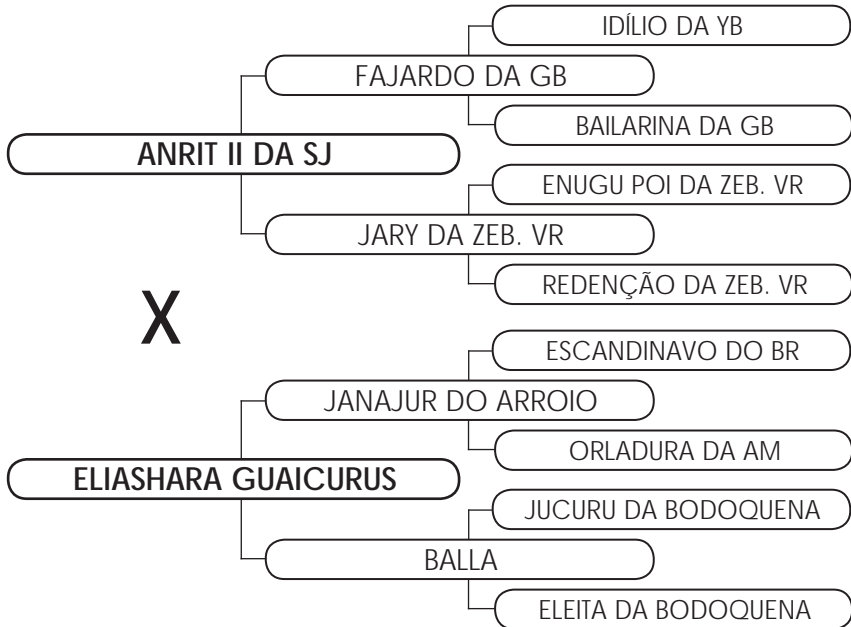 IDÍLIO DA YB
FAJARDO DA GB
BAILARINA DA GB
ANRIT II DA SJ
ENUGU POI DA ZEB. VR
JARY DA ZEB. VR
REDENÇÃO DA ZEB. VR
X
ESCANDINAVO DO BR
JANAJUR DO ARROIO
ORLADURA DA AM
ELIASHARA GUAICURUS
JUCURU DA BODOQUENA
BALLA
ELEITA DA BODOQUENA